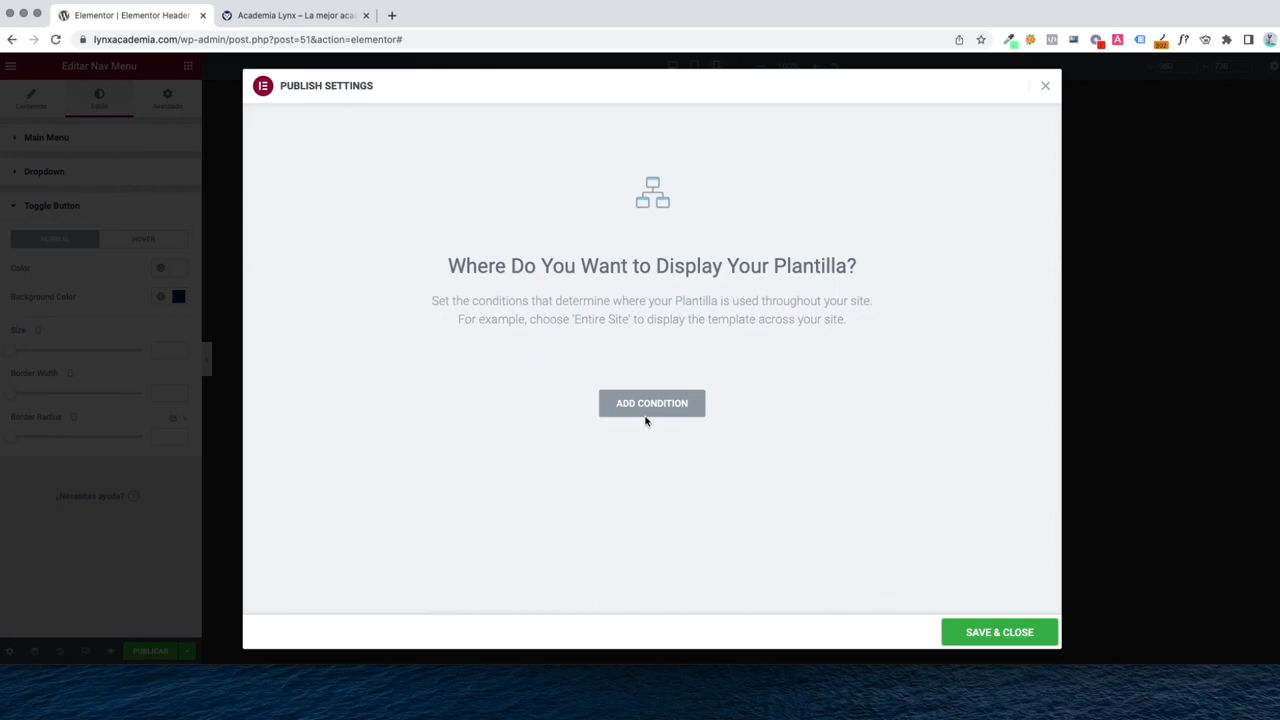 Elementor | Elementor Header
Academia Lynx – La mejor aca
lynxacademia.com/wp-admin/post.php?post=51&action=elementor#
Editar Nav Menu
PUBLISH SETTINGS
Contenido
Estilo
Avanzado
Main Menu
Dropdown
Toggle Button
NORMAL
HOVER
Color
Background Color
Size
Border Width
Border Radius
¿Necesitas ayuda?
PUBLICAR
Where Do You Want to Display Your Plantilla?
Set the conditions that determine where your Plantilla is used throughout your site.
For example, choose ‘Entire Site’ to display the template across your site.
ADD CONDITION
SAVE & CLOSE